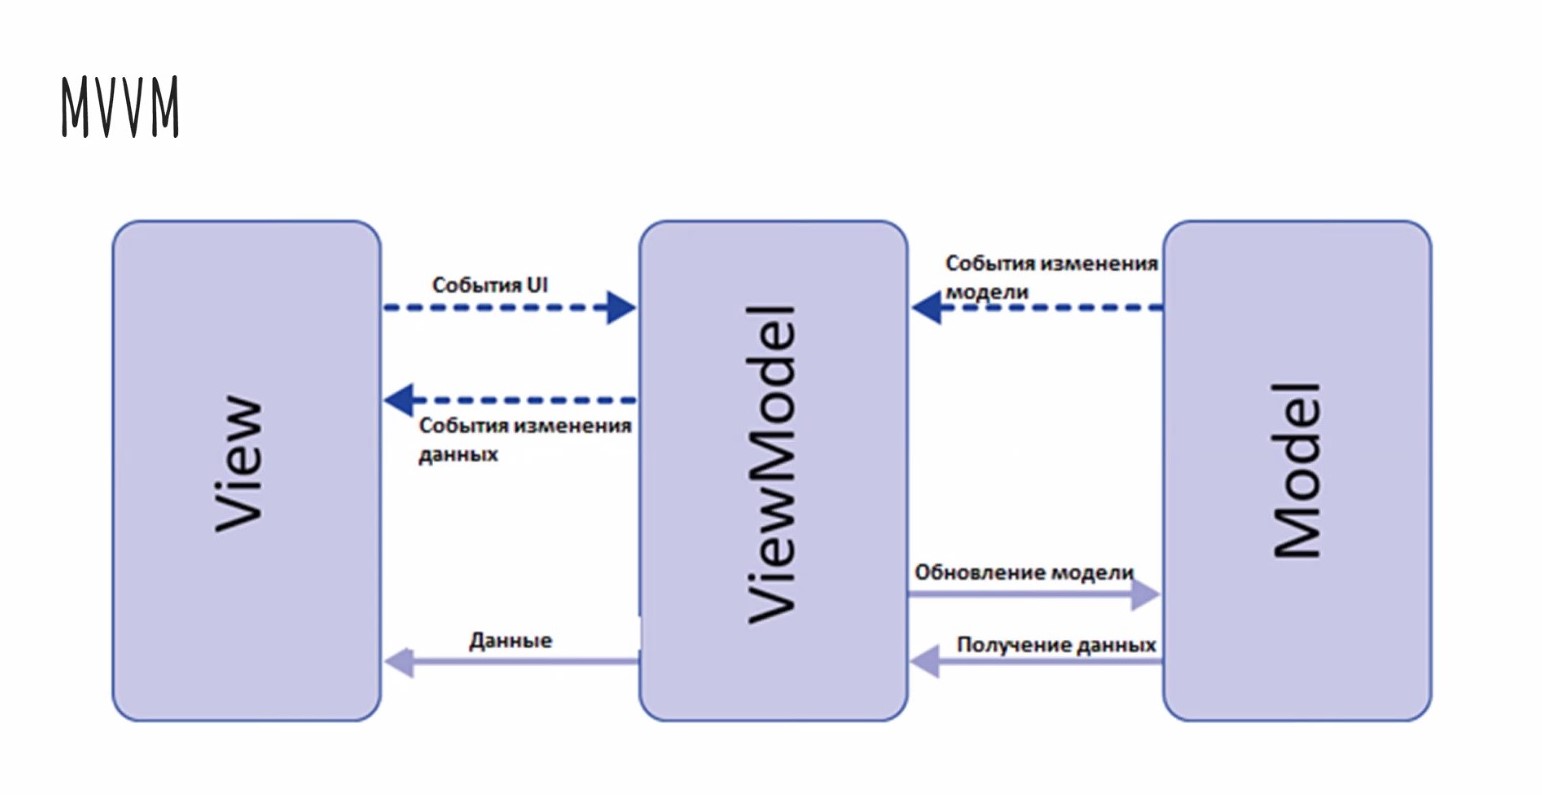 MVVM
View
События UI
События изменения
данных
Данные
ViewModel
События изменения
модели
Обновление модели
Получение данных
Model